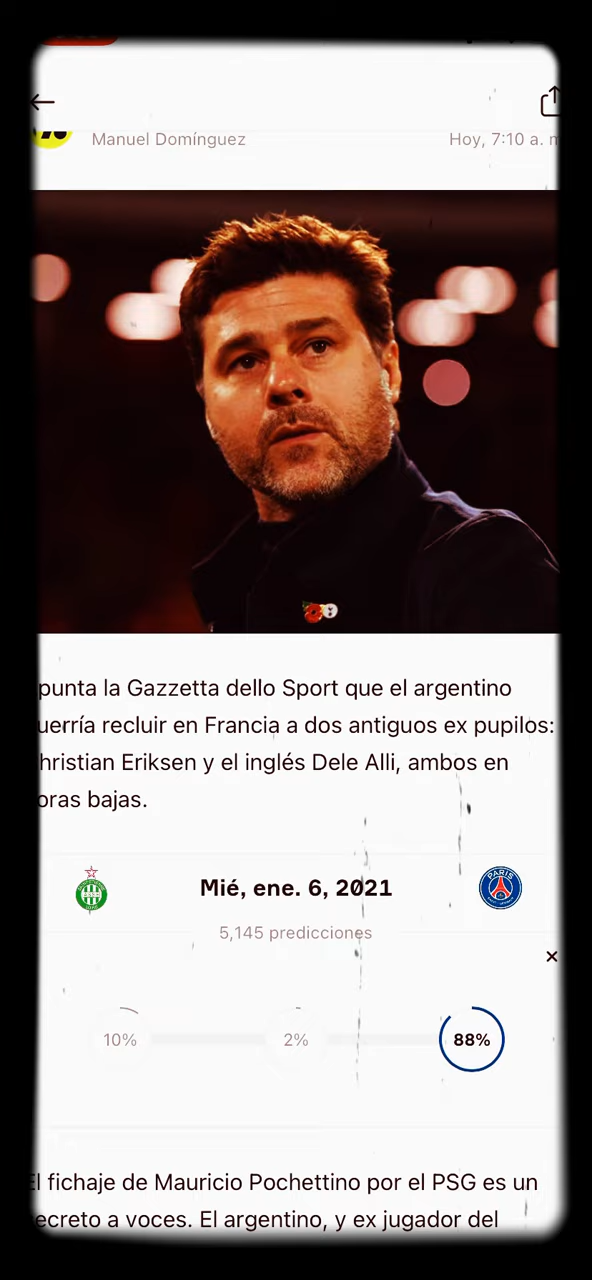 Manuel Domínguez
Hoy, 7:10 a. m
punta la Gazzetta dello Sport que el argentino
uerría recluir en Francia a dos antiguos ex pupilos:
hristian Eriksen y el inglés Dele Alli, ambos en
oras bajas.
Mié, ene. 6, 2021
PARIS
5,145 predicciones
10%
2%
88%
El fichaje de Mauricio Pochettino por el PSG es un
ecreto a voces. El argentino, y ex jugador del